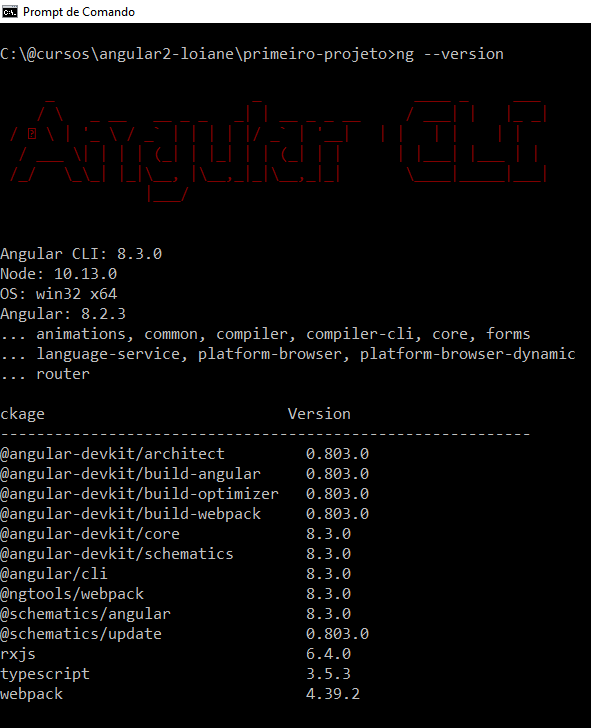 Prompt de Comando
C:\@cursos\angular2-loiane\primeiro-projeto>ng --version
Angular CLI
Angular CLI: 8.3.0
Node: 10.13.0
OS: win32 x64
Angular: 8.2.3
... animations, common, compiler, compiler-cli, core, forms
... language-service, platform-browser, platform-browser-dynamic
... router
ckage Version
-----------------------------------------------------------
@angular-devkit/architect 0.803.0
@angular-devkit/build-angular 0.803.0
@angular-devkit/build-optimizer 0.803.0
@angular-devkit/build-webpack 0.803.0
@angular-devkit/core 8.3.0
@angular-devkit/schematics 8.3.0
@angular/cli 8.3.0
@ngtools/webpack 8.3.0
@schematics/angular 8.3.0
@schematics/update 0.803.0
rxjs 6.4.0
typescript 3.5.3
webpack 4.39.2